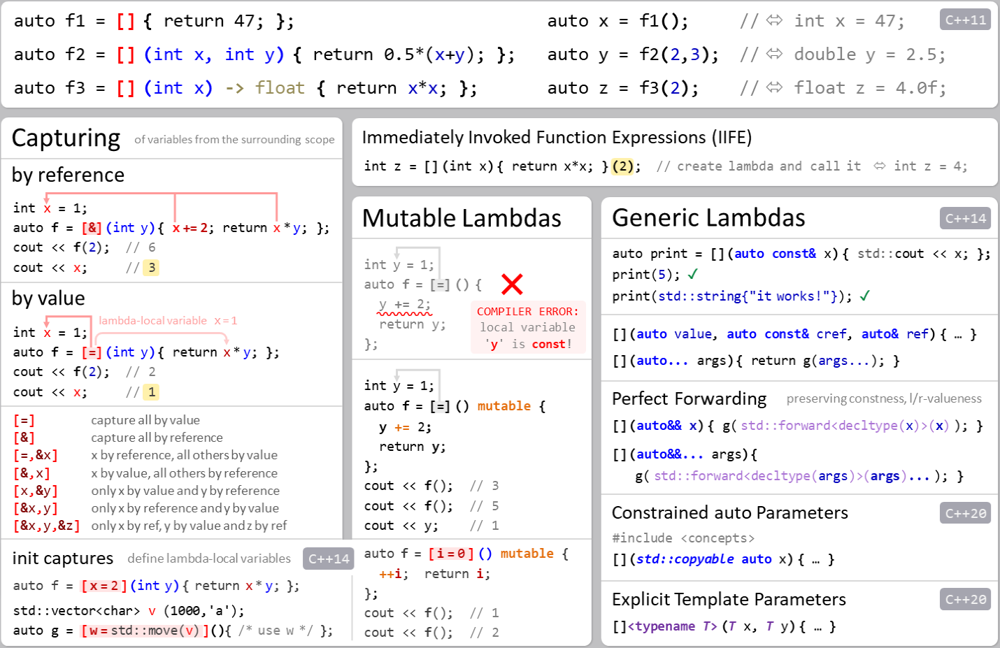 auto f1 = [] { return 47; }; auto x = f1(); // ⇔ int x = 47; C++11
auto f2 = [] (int x, int y) { return 0.5*(x+y); }; auto y = f2(2,3); // ⇔ double y = 2.5;
auto f3 = [] (int x) -> float { return x*x; }; auto z = f3(2); // ⇔ float z = 4.0f;
Capturing of variables from the surrounding scope
by reference
int x = 1;
auto f = [&](int y){ x+=2; return x*y; };
cout << f(2); // 6
cout << x; // 3
by value
lambda-local variable x=1
int x = 1;
auto f = [=](int y){ return x*y; };
cout << f(2); // 2
cout << x; // 1
[=] capture all by value
[&] capture all by reference
[=,&x] x by reference, all others by value
[&,x] x by value, all others by reference
[x,&y] only x by value and y by reference
[&x,y] only x by reference and y by value
[&x,y,&z] only x by ref, y by value and z by ref
init captures define lambda-local variables C++14
auto f = [x=2](int y){ return x*y; };
std::vector<char> v (1000,'a');
auto g = [w=std::move(v)](){ /* use w */ };
Immediately Invoked Function Expressions (IIFE)
int z = [](int x){ return x*x; }(2); // create lambda and call it ⇔ int z = 4;
Mutable Lambdas
int y = 1;
auto f = [=]() {
y += 2;
return y;
};
COMPILER ERROR:
local variable
'y' is const!
int y = 1;
auto f = [=]() mutable {
y += 2;
return y;
};
cout << f(); // 3
cout << f(); // 5
cout << y; // 1
auto f = [i=0]() mutable {
++i; return i;
};
cout << f(); // 1
cout << f(); // 2
Generic Lambdas C++14
auto print = [](auto const& x){ std::cout << x; };
print(5); ✓
print(std::string{"it works!"}); ✓
[](auto value, auto const& cref, auto& ref){ … }
[](auto... args){ return g(args...); }
Perfect Forwarding preserving constness, l/r-valueness
[](auto&& x){ g( std::forward<decltype(x)>(x) ); }
[](auto&&... args){
g( std::forward<decltype(args)>(args)... ); }
Constrained auto Parameters C++20
#include <concepts>
[](std::copyable auto x){ … }
Explicit Template Parameters C++20
[]<typename T>(T x, T y){ … }